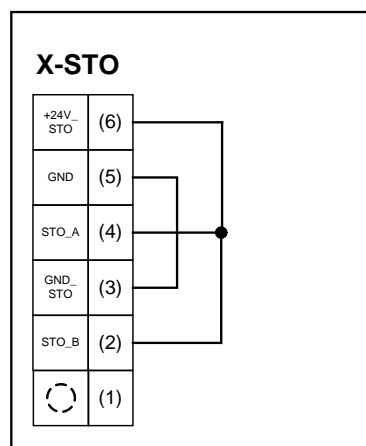 X-STO
+24V_
STO
(6)
GND
(5)
STO_A
(4)
GND_
STO
(3)
STO_B
(2)
(1)